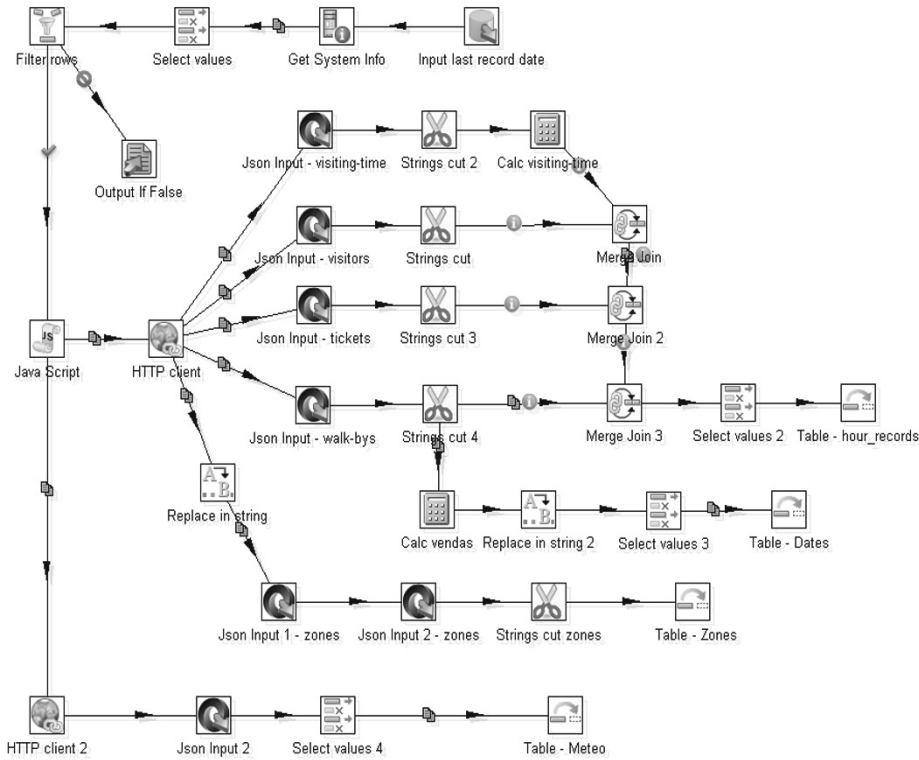 Filter rows
Select values
Get System Info
Input last record date
Output If False
Json Input - visiting-time
Strings cut 2
Calc visiting-time
Json Input - visitors
Strings cut
Merge Join
Json Input - tickets
Strings cut 3
Merge Join 2
JS
Java Script
HTTP client
Json Input - walk-bys
Strings cut 4
Merge Join 3
Select values 2
Table - hour_records
A
B
Replace in string
Calc vendas
A
B
Replace in string 2
Select values 3
Table - Dates
Json Input 1 - zones
Json Input 2 - zones
Strings cut zones
Table - Zones
HTTP client 2
Json Input 2
Select values 4
Table - Meteo